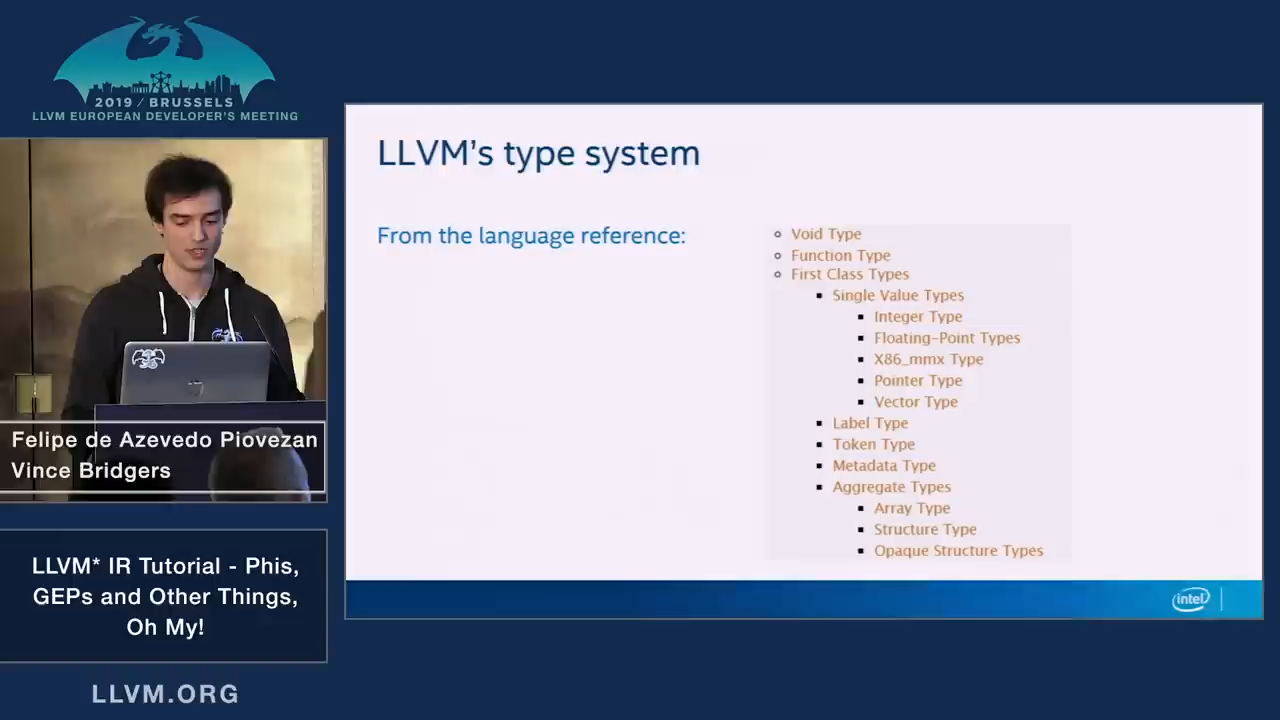 2019 / BRUSSELS
LLVM EUROPEAN DEVELOPER'S MEETING
Felipe de Azevedo Piovezan
Vince Bridgers
LLVM* IR Tutorial - Phis,
GEPs and Other Things,
Oh My!
LLVM.ORG
LLVM's type system
From the language reference:
Void Type
Function Type
First Class Types
Single Value Types
Integer Type
Floating-Point Types
X86_mmx Type
Pointer Type
Vector Type
Label Type
Token Type
Metadata Type
Aggregate Types
Array Type
Structure Type
Opaque Structure Types
intel